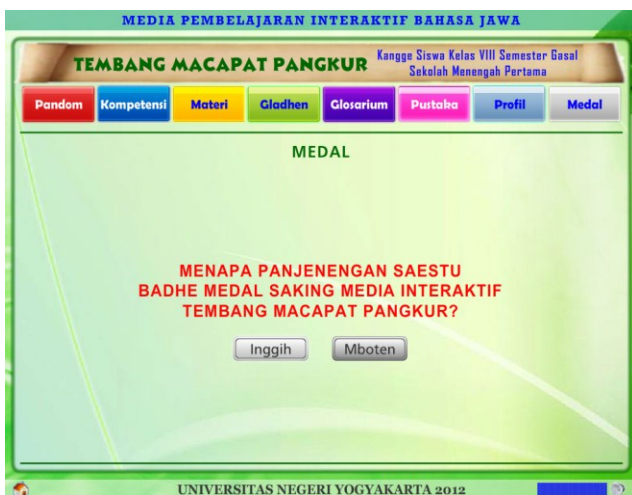 MEDIA PEMBELAJARAN INTERAKTIF BAHASA JAWA
TEMBANG MACAPAT PANGKUR
Kangge Siswa Kelas VIII Semester Gasal
Sekolah Menengah Pertama
Pandom Kompetensi Materi Gladhen Glosarium Pustaka Profil Medal
MEDAL
MENAPA PANJENENGAN SAESTU
BADHE MEDAL SAKING MEDIA INTERAKTIF
TEMBANG MACAPAT PANGKUR?
Inggih Mboten
UNIVERSITAS NEGERI YOGYAKARTA 2012